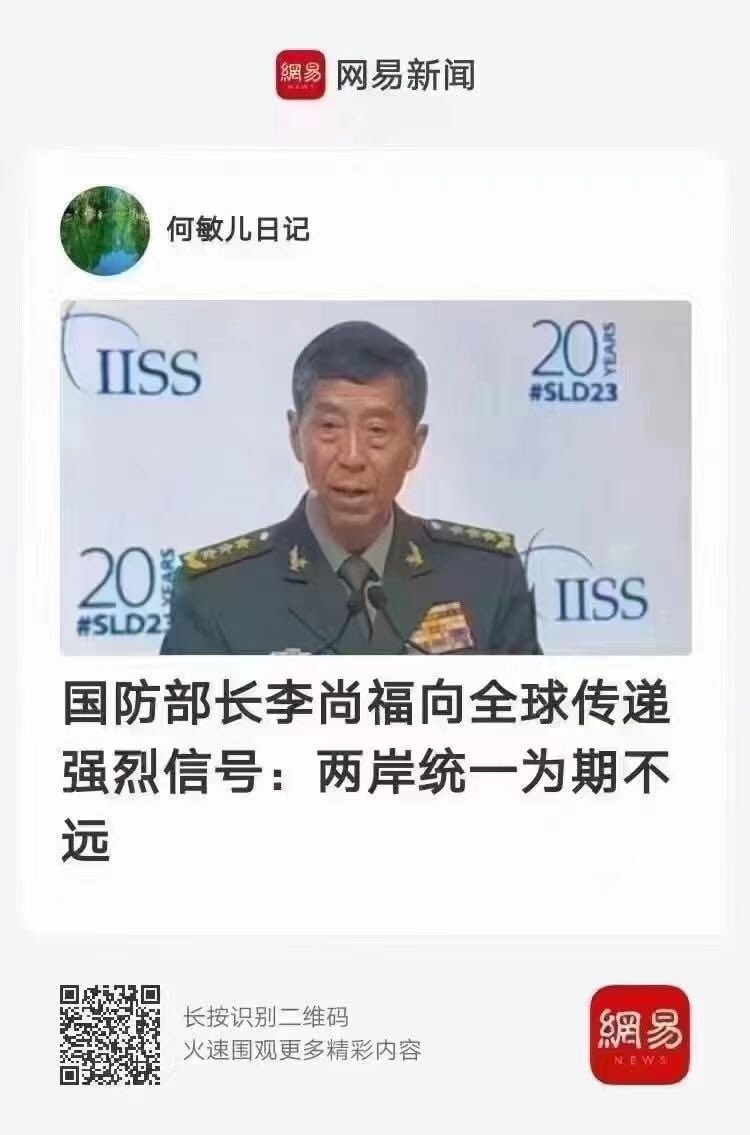 網易
NEWS
网易新闻
何敏儿日记
IISS
20 YEARS
#SLD23
20 YEARS
#SLD23
IISS
国防部长李尚福向全球传递
强烈信号：两岸统一为期不
远
长按识别二维码
火速围观更多精彩内容
網易
NEWS